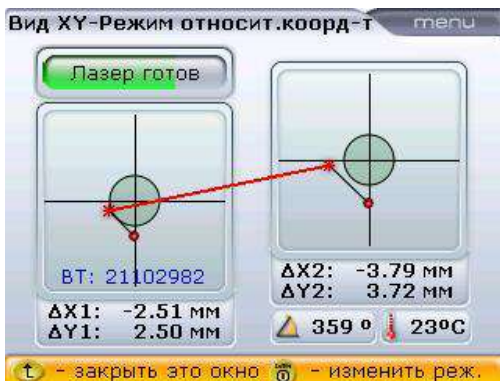 Вид XY-Режим относит.коорд-т
menu
Лазер готов
BT: 21102982
ΔX1: -2.51 мм
ΔY1: 2.50 мм
ΔX2: -3.79 мм
ΔY2: 3.72 мм
359 º
23ºC
- закрыть это окно
- изменить реж.